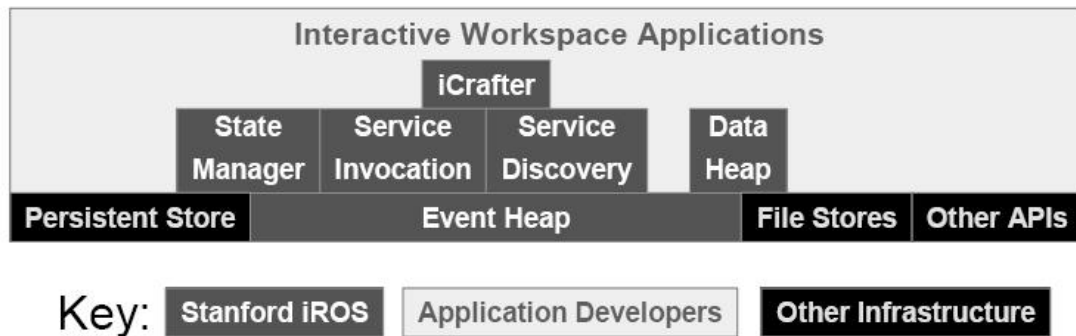 Interactive Workspace Applications
iCrafter
State Manager
Service Invocation
Service Discovery
Data Heap
Persistent Store
Event Heap
File Stores
Other APIs
Key:
Stanford iROS
Application Developers
Other Infrastructure